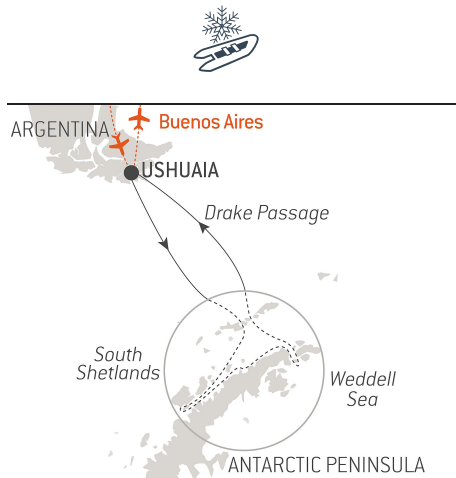 Buenos Aires
ARGENTINA
USHUAIA
Drake Passage
South
Shetlands
Weddell
Sea
ANTARCTIC PENINSULA